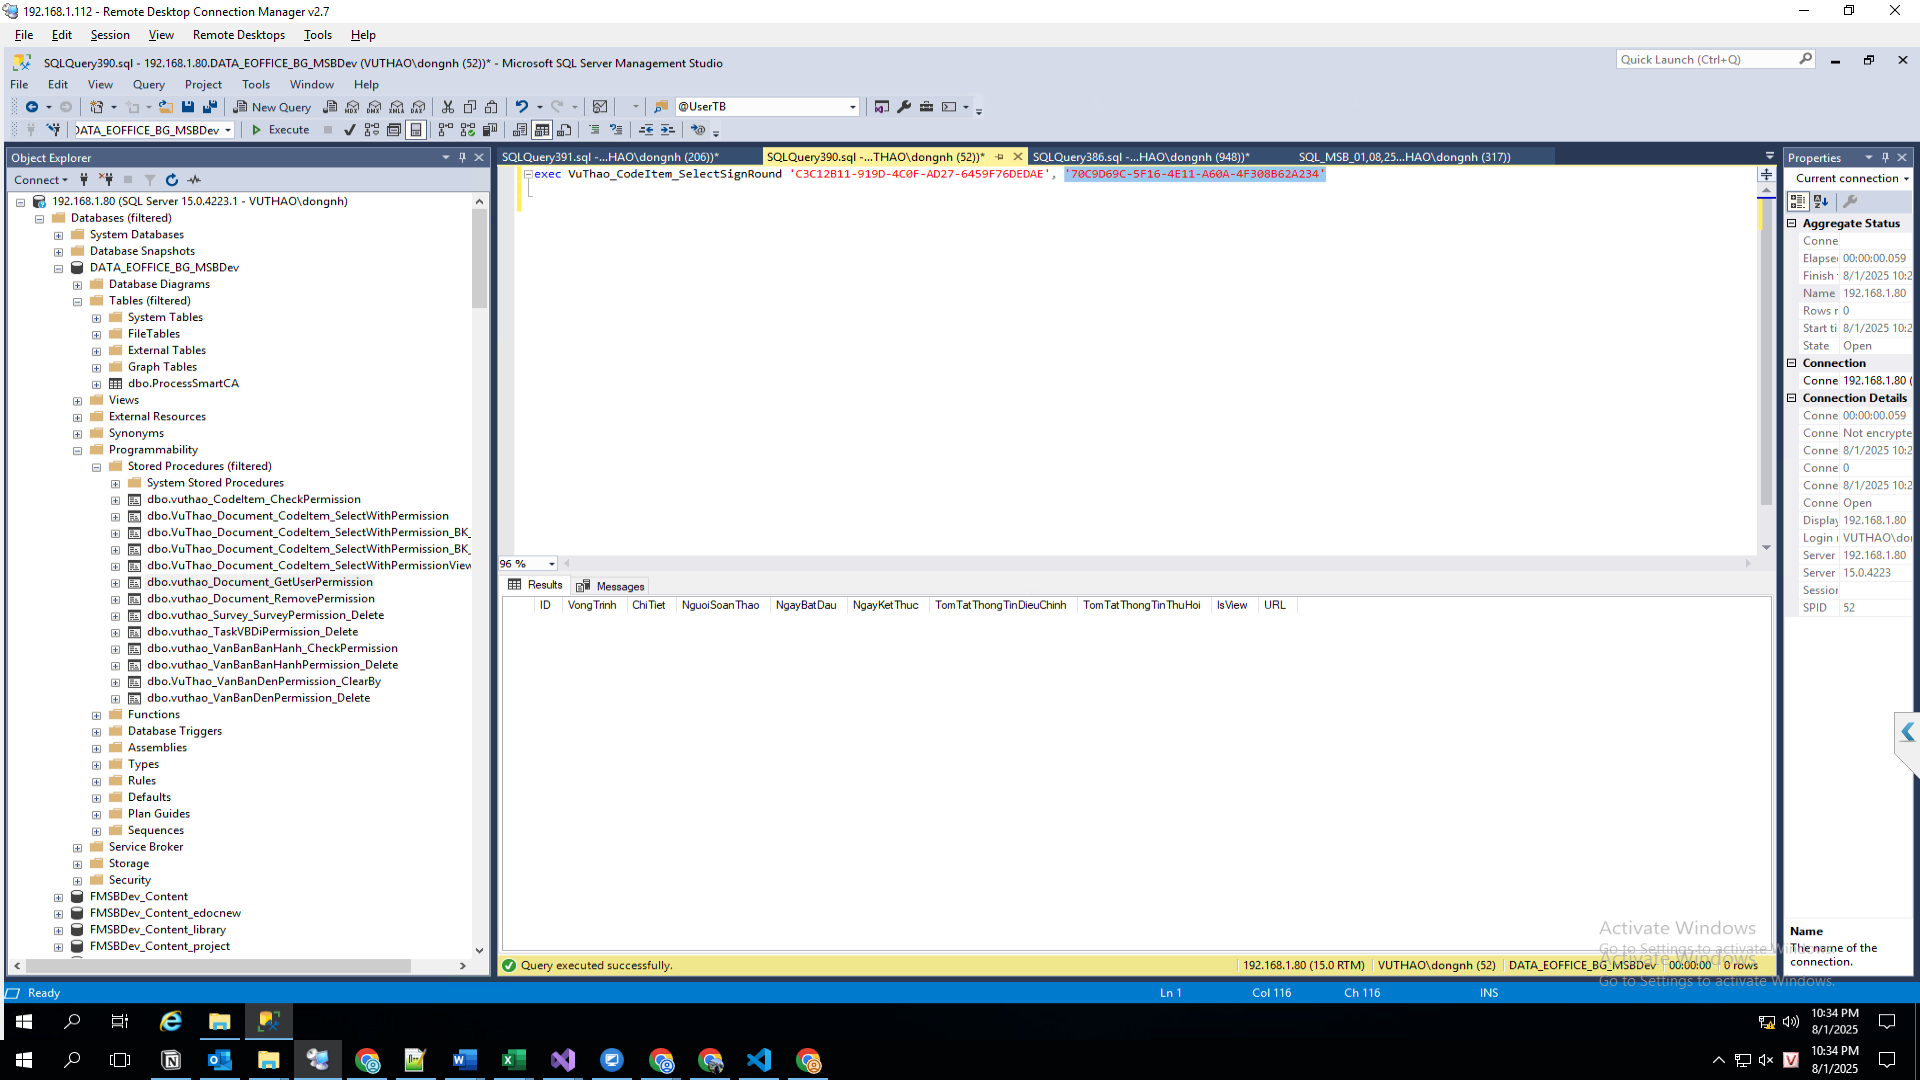 192.168.1.112 - Remote Desktop Connection Manager v2.7
File Edit Session View Remote Desktops Tools Help
SQLQuery390.sql - 192.168.1.80.DATA_EOFFICE_BG_MSBDev (VUTHAO\dongnh (52))* - Microsoft SQL Server Management Studio
Quick Launch (Ctrl+Q)
File Edit View Query Project Tools Window Help
New Query @UserTB
DATA_EOFFICE_BG_MSBDev Execute
Object Explorer
Connect
192.168.1.80 (SQL Server 15.0.4223.1 - VUTHAO\dongnh)
Databases (filtered)
System Databases
Database Snapshots
DATA_EOFFICE_BG_MSBDev
Database Diagrams
Tables (filtered)
System Tables
FileTables
External Tables
Graph Tables
dbo.ProcessSmartCA
Views
External Resources
Synonyms
Programmability
Stored Procedures (filtered)
System Stored Procedures
dbo.vuthao_CodeItem_CheckPermission
dbo.VuThao_Document_CodeItem_SelectWithPermission
dbo.VuThao_Document_CodeItem_SelectWithPermission_BK_
dbo.VuThao_Document_CodeItem_SelectWithPermission_BK_
dbo.VuThao_Document_CodeItem_SelectWithPermissionView
dbo.vuthao_Document_GetUserPermission
dbo.vuthao_Document_RemovePermission
dbo.vuthao_Survey_SurveyPermission_Delete
dbo.vuthao_TaskVBDiPermission_Delete
dbo.vuthao_VanBanBanHanh_CheckPermission
dbo.vuthao_VanBanBanHanhPermission_Delete
dbo.VuThao_VanBanDenPermission_ClearBy
dbo.vuthao_VanBanDenPermission_Delete
Functions
Database Triggers
Assemblies
Types
Rules
Defaults
Plan Guides
Sequences
Service Broker
Storage
Security
FMSBDev_Content
FMSBDev_Content_edocnew
FMSBDev_Content_library
FMSBDev_Content_project
SQLQuery391.sql -...HAO\dongnh (206))* SQLQuery390.sql -...THAO\dongnh (52))* SQLQuery386.sql -...HAO\dongnh (948))* SQL_MSB_01,08,25...HAO\dongnh (317))
exec VuThao_CodeItem_SelectSignRound 'C3C12B11-919D-4C0F-AD27-6459F76DEDAE', '70C9D69C-5F16-4E11-A60A-4F308B62A234'
96 %
Results Messages
ID VongTrinh ChiTiet NguoiSoanThao NgayBatDau NgayKetThuc TomTatThongTinDieuChinh TomTatThongTinThuHoi IsView URL
Query executed successfully.
192.168.1.80 (15.0 RTM) VUTHAO\dongnh (52) DATA_EOFFICE_BG_MSBDev 00:00:00 0 rows
Properties
Current connection
Aggregate Status
Conne
Elapse 00:00:00.059
Finish 8/1/2025 10:2
Name 192.168.1.80
Rows r 0
Start ti 8/1/2025 10:2
State Open
Connection
Conne 192.168.1.80 (
Connection Details
Conne 00:00:00.059
Conne Not encrypte
Conne 8/1/2025 10:2
Conne 0
Conne 8/1/2025 10:2
Conne Open
Display 192.168.1.80
Login n VUTHAO\do
Server 192.168.1.80
Server 15.0.4223
Session
SPID 52
Name
The name of the
connection.
Activate Windows
Go to Settings to activate Windows.
Activate Windows
Go to Settings to activate Windows.
Ready Ln 1 Col 116 Ch 116 INS
10:34 PM
8/1/2025
10:34 PM
8/1/2025